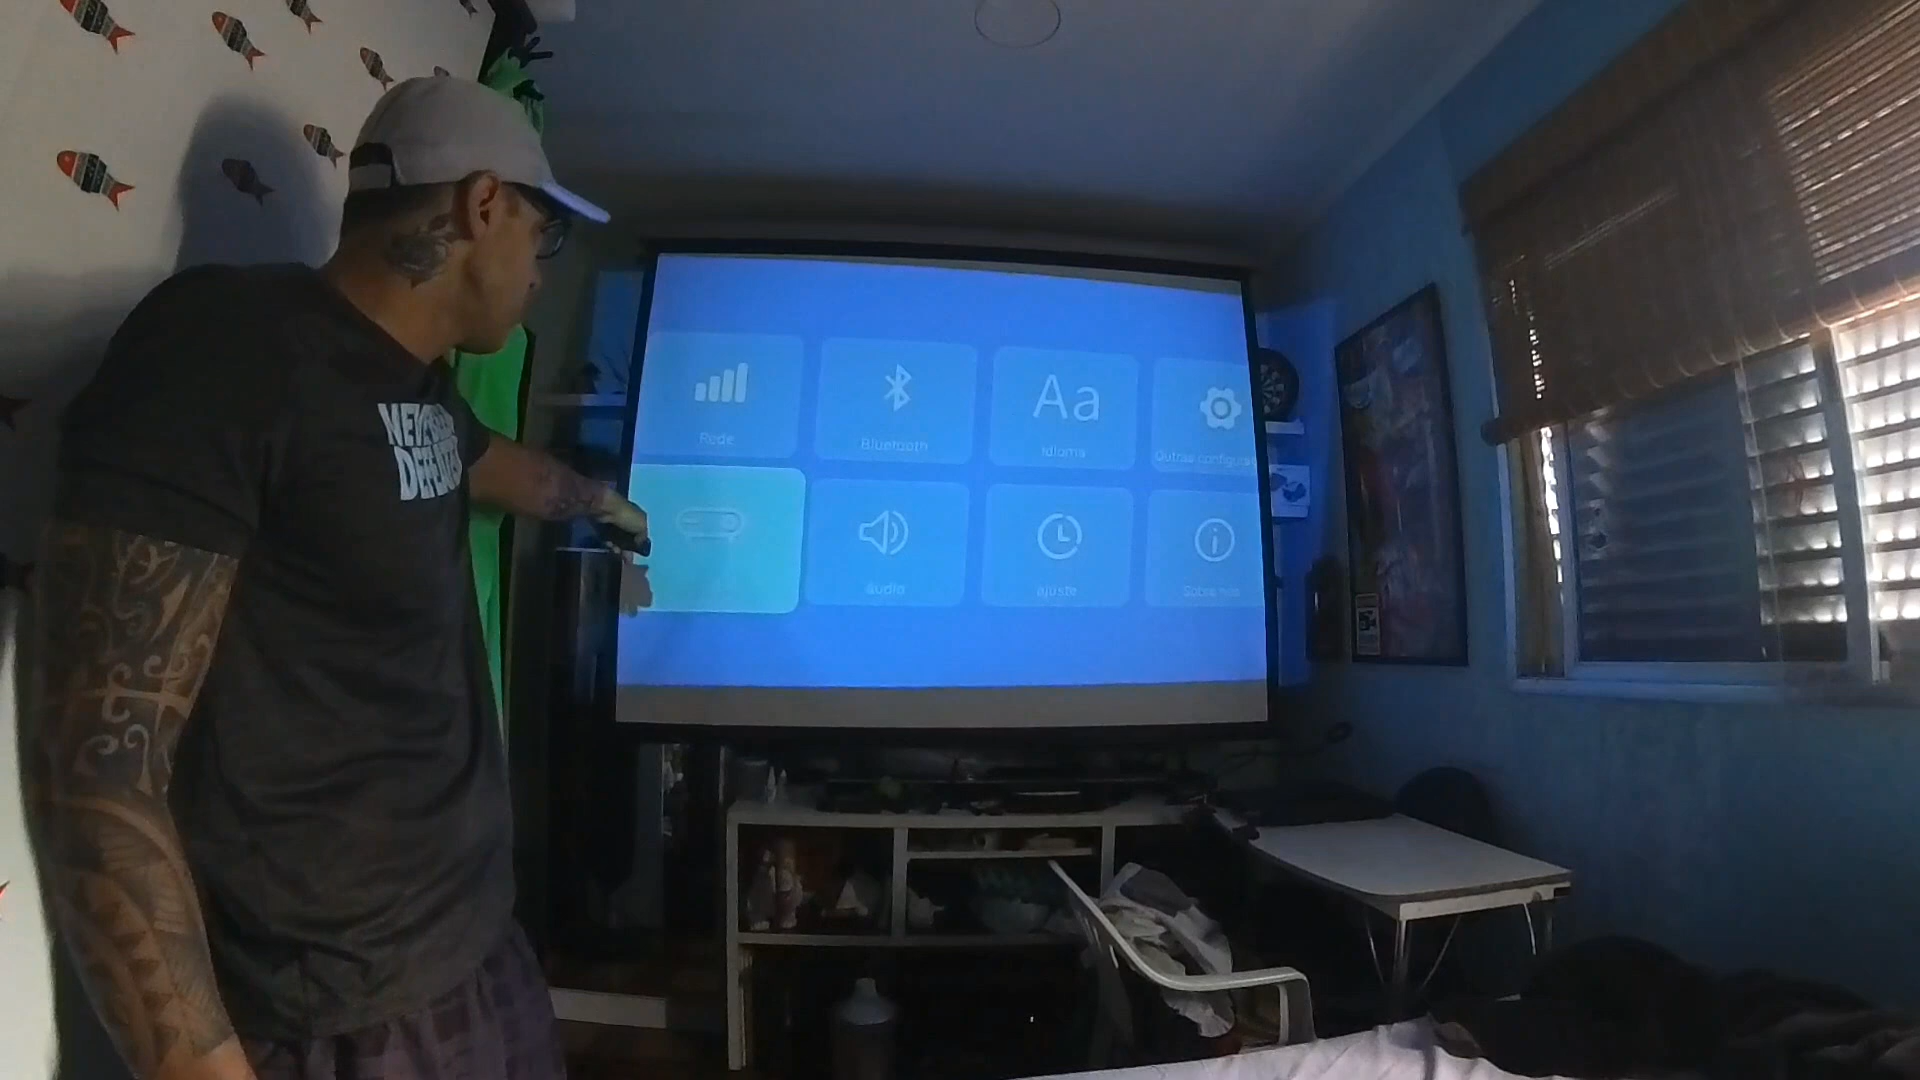 Rede
Bluetooth
Aa
Idioma
Outras configura
áudio
ajuste
Sobre nós